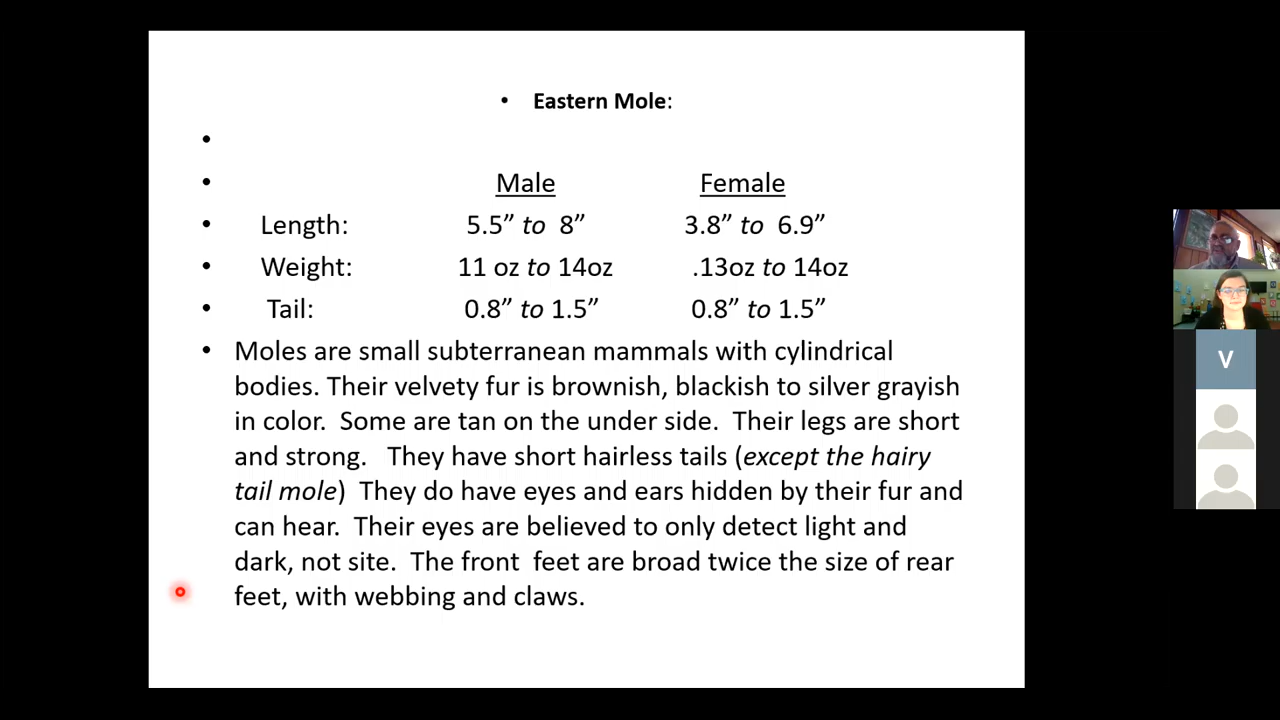 • Eastern Mole:
•
• Male Female
• Length: 5.5” to 8” 3.8” to 6.9”
• Weight: 11 oz to 14oz .13oz to 14oz
• Tail: 0.8” to 1.5” 0.8” to 1.5”
• Moles are small subterranean mammals with cylindrical
bodies. Their velvety fur is brownish, blackish to silver grayish
in color. Some are tan on the under side. Their legs are short
and strong. They have short hairless tails (except the hairy
tail mole) They do have eyes and ears hidden by their fur and
can hear. Their eyes are believed to only detect light and
dark, not site. The front feet are broad twice the size of rear
feet, with webbing and claws.
V